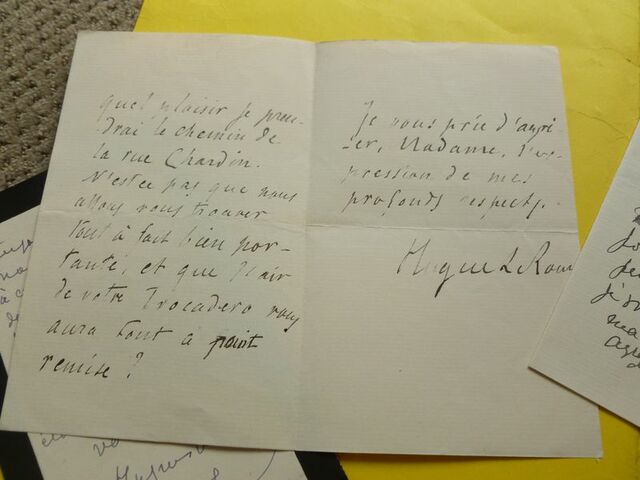 quel plaisir je pren-
drai le chemin de
la rue Chardin.
N'est ce pas que nous
allons vous trouver
tout à fait bien por-
tante, et que l'air
de votre Trocadero vous
aura tout à point
remise ?
Je vous prie d'agré-
er, Madame, l'ex-
pression de mes
profonds respects.
Hugues Le Roux